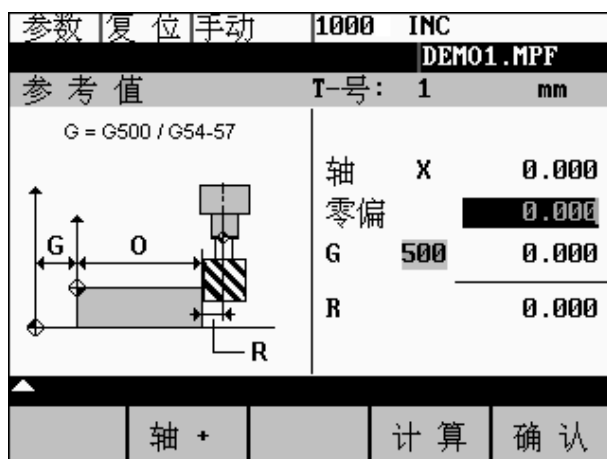 参数 复 位 手动 1000 INC
DEMO1.MPF
参 考 值 T-号: 1 mm
G = G500 / G54-57
轴 X 0.000
零偏 0.000
G O G 500 0.000
R 0.000
R
轴 + 计 算 确 认